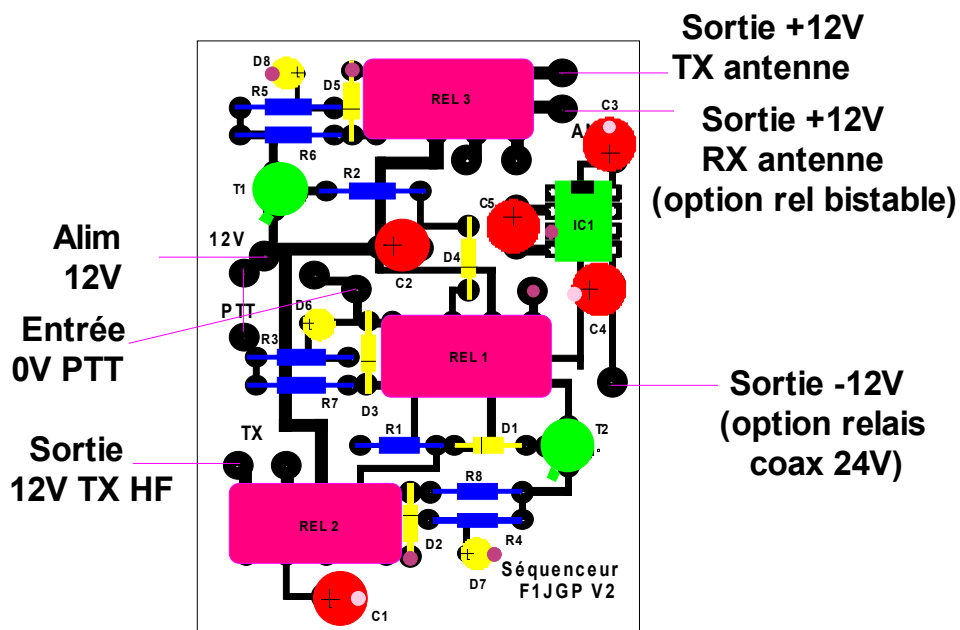 Sortie +12V
TX antenne
Sortie +12V
RX antenne
(option rel bistable)
Alim
12V
Entrée
0V PTT
Sortie
12V TX HF
Sortie -12V
(option relais
coax 24V)
D8
D5
REL 3
C3
R5
R6
T1
R2
C5
IC1
12V
D4
C2
PTT
D6
C4
R3
REL 1
R7
D3
TX
R1
D1
T2
R8
REL 2
D2
R4
D7
C1
Séquenceur
F1JGP V2